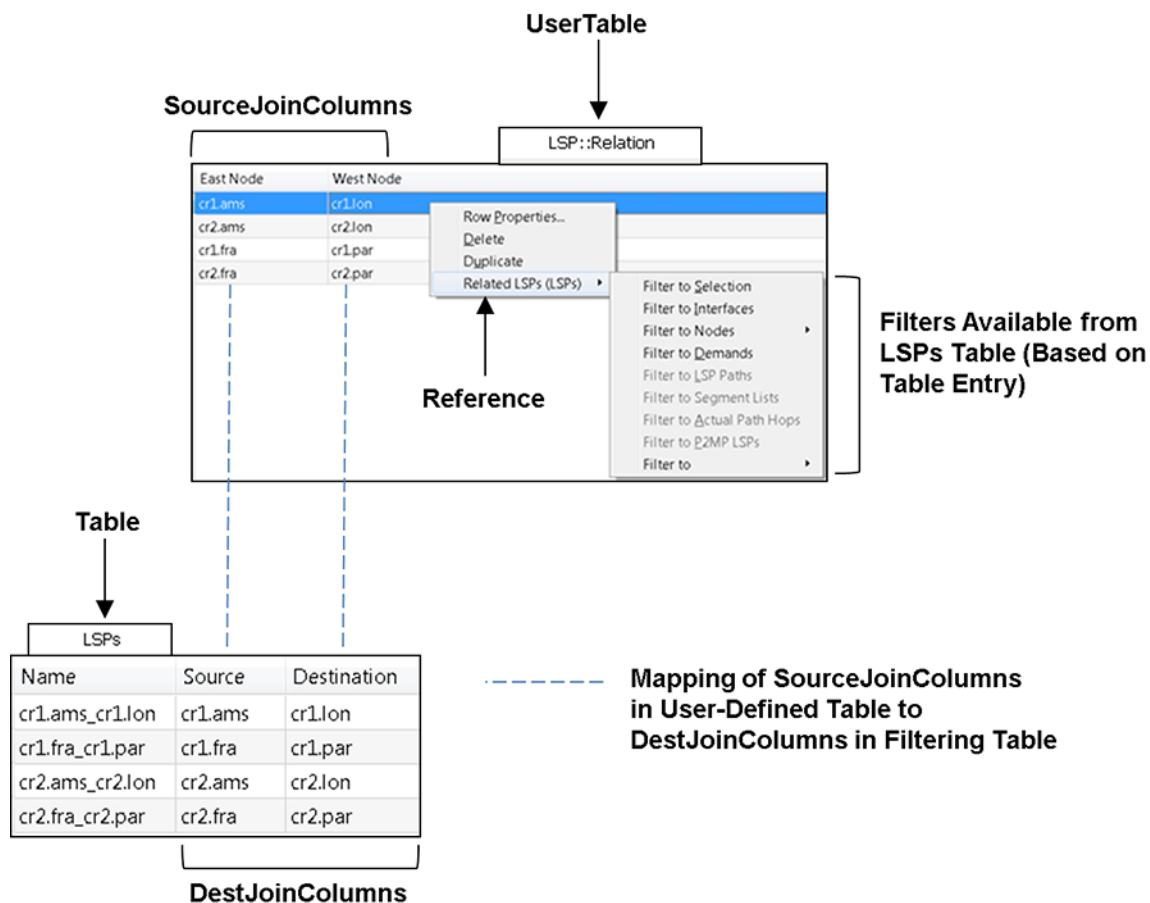 UserTable
SourceJoinColumns
LSP::Relation
East Node West Node
cr1.ams cr1.lon
cr2.ams cr2.lon
cr1.fra cr1.par
cr2.fra cr2.par
Row Properties...
Delete
Duplicate
Related LSPs (LSPs)
Filter to Selection
Filter to Interfaces
Filter to Nodes
Filter to Demands
Filter to LSP Paths
Filter to Segment Lists
Filter to Actual Path Hops
Filter to P2MP LSPs
Filter to
Filters Available from
LSPs Table (Based on
Table Entry)
Reference
Table
LSPs
Name Source Destination
cr1.ams_cr1.lon cr1.ams cr1.lon
cr1.fra_cr1.par cr1.fra cr1.par
cr2.ams_cr2.lon cr2.ams cr2.lon
cr2.fra_cr2.par cr2.fra cr2.par
DestJoinColumns
Mapping of SourceJoinColumns
in User-Defined Table to
DestJoinColumns in Filtering Table